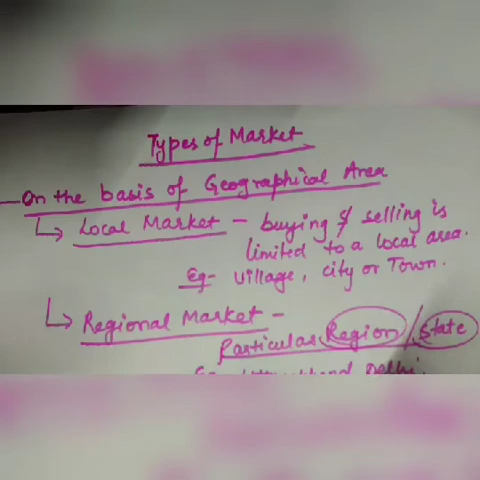 Types of Market
On the basis of Geographical Area
↳ Local Market - buying & selling is
limited to a local area.
Eg- Village, city or Town.
↳ Regional Market -
Particular Region / State
Delhi